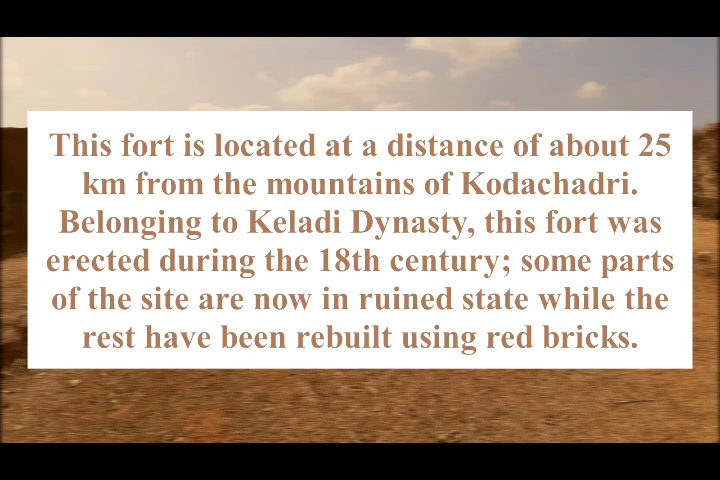 This fort is located at a distance of about 25
km from the mountains of Kodachadri.
Belonging to Keladi Dynasty, this fort was
erected during the 18th century; some parts
of the site are now in ruined state while the
rest have been rebuilt using red bricks.